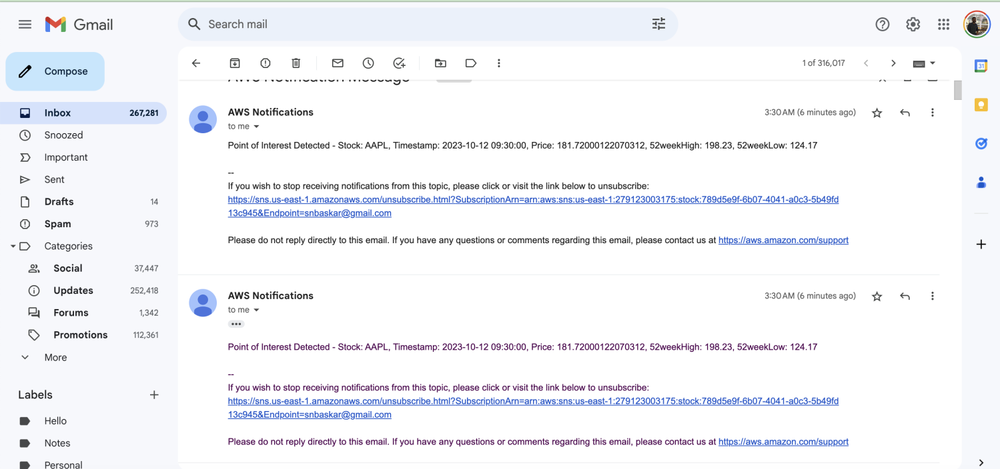 Gmail
Search mail
Compose
1 of 316,017
AWS Notification Message
Inbox 267,281
Snoozed
Important
Sent
Drafts 14
Spam 973
Categories
Social 37,447
Updates 252,418
Forums 1,342
Promotions 112,361
More
Labels
Hello
Notes
Personal
AWS Notifications 3:30 AM (6 minutes ago)
to me
Point of Interest Detected - Stock: AAPL, Timestamp: 2023-10-12 09:30:00, Price: 181.72000122070312, 52weekHigh: 198.23, 52weekLow: 124.17
--
If you wish to stop receiving notifications from this topic, please click or visit the link below to unsubscribe:
https://sns.us-east-1.amazonaws.com/unsubscribe.html?SubscriptionArn=arn:aws:sns:us-east-1:279123003175:stock:789d5e9f-6b07-4041-a0c3-5b49fd
13c945&Endpoint=snbaskar@gmail.com
Please do not reply directly to this email. If you have any questions or comments regarding this email, please contact us at https://aws.amazon.com/support
AWS Notifications 3:30 AM (6 minutes ago)
to me
•••
Point of Interest Detected - Stock: AAPL, Timestamp: 2023-10-12 09:30:00, Price: 181.72000122070312, 52weekHigh: 198.23, 52weekLow: 124.17
--
If you wish to stop receiving notifications from this topic, please click or visit the link below to unsubscribe:
https://sns.us-east-1.amazonaws.com/unsubscribe.html?SubscriptionArn=arn:aws:sns:us-east-1:279123003175:stock:789d5e9f-6b07-4041-a0c3-5b49fd
13c945&Endpoint=snbaskar@gmail.com
Please do not reply directly to this email. If you have any questions or comments regarding this email, please contact us at https://aws.amazon.com/support
31